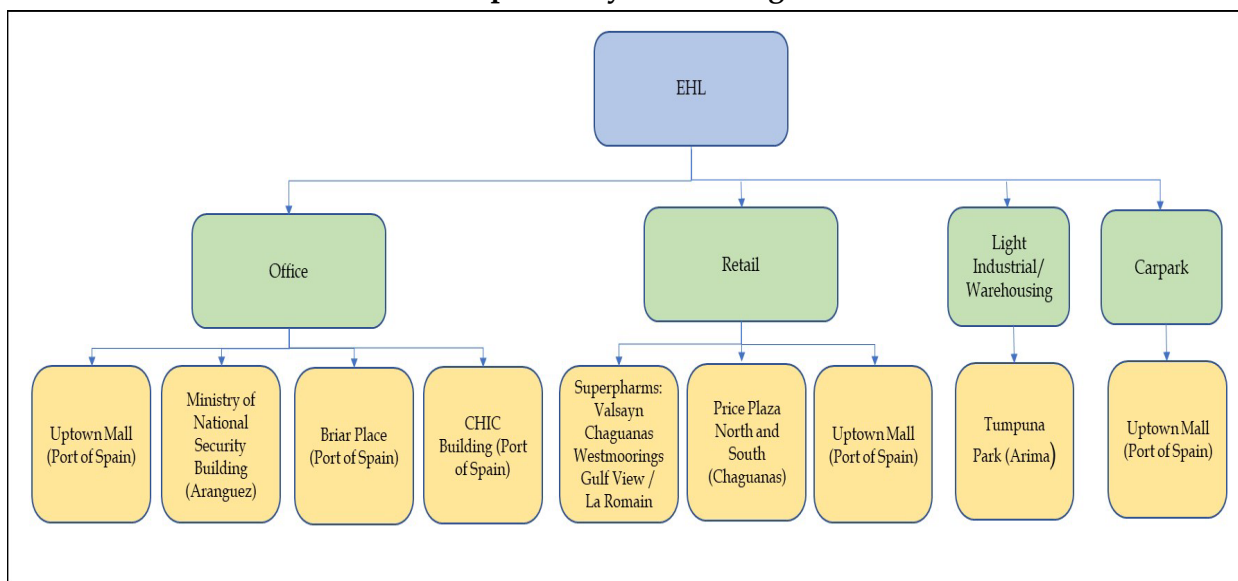 EHL
Office
Retail
Light
Industrial/
Warehousing
Carpark
Uptown Mall
(Port of Spain)
Ministry of
National
Security
Building
(Aranguez)
Briar Place
(Port of Spain)
CHIC
Building (Port
of Spain)
Superpharms:
Valsayn
Chaguanas
Westmoorings
Gulf View /
La Romain
Price Plaza
North and
South
(Chaguanas)
Uptown Mall
(Port of Spain)
Tumpuna
Park (Arima)
Uptown Mall
(Port of Spain)